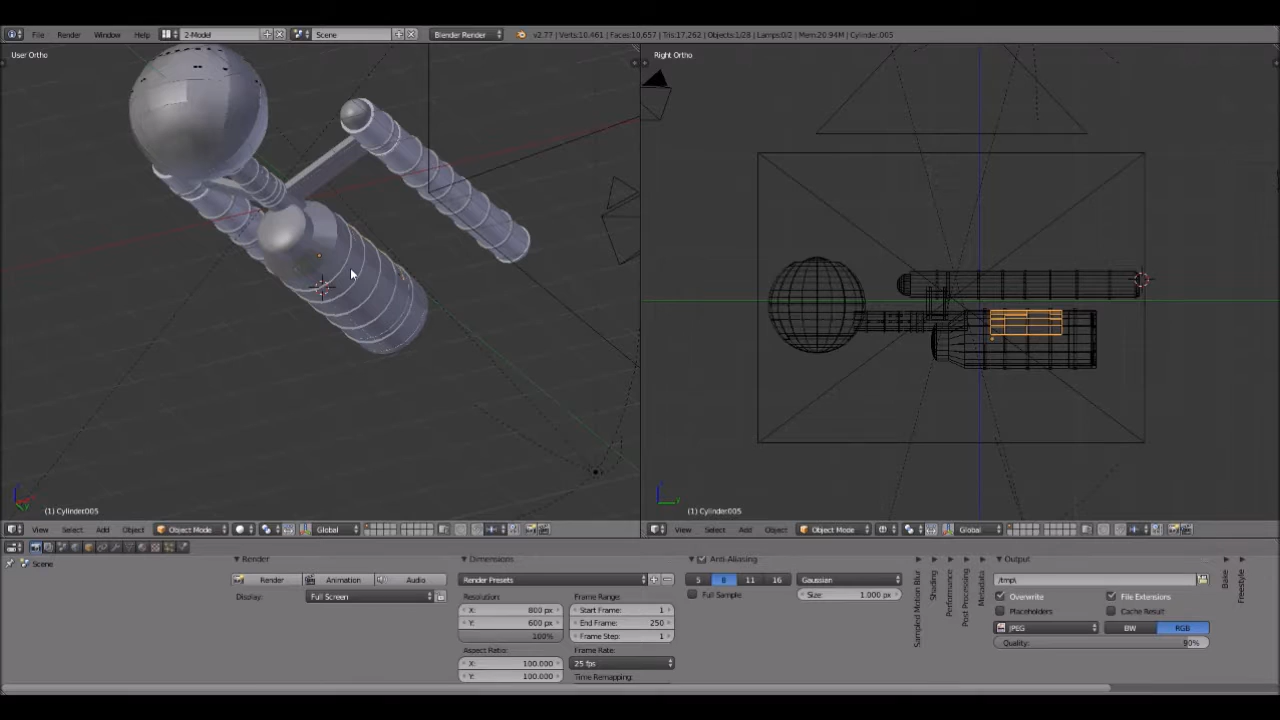 File Render Window Help 2-Model Scene Blender Render v2.77 | Verts:10,461 | Faces:10,657 | Tris:17,262 | Objects:1/28 | Lamps:0/2 | Mem:20.94M | Cylinder.005
User Ortho
Right Ortho
(1) Cylinder.005
(1) Cylinder.005
View Select Add Object Object Mode Global
View Select Add Object Object Mode Global
Scene
Render
Render Animation Audio
Display: Full Screen
Dimensions
Render Presets
Resolution:
X: 800 px
Y: 600 px
100%
Aspect Ratio:
X: 100.000
Y: 100.000
Frame Range:
Start Frame: 1
End Frame: 250
Frame Step: 1
Frame Rate:
25 fps
Time Remapping:
Anti-Aliasing
5 8 11 16 Gaussian
Full Sample Size: 1.000 px
Sampled Motion Blur
Shading
Performance
Post Processing
Metadata
Output
/tmp\
Overwrite File Extensions
Placeholders Cache Result
JPEG BW RGB
Quality: 90%
Bake
Freestyle